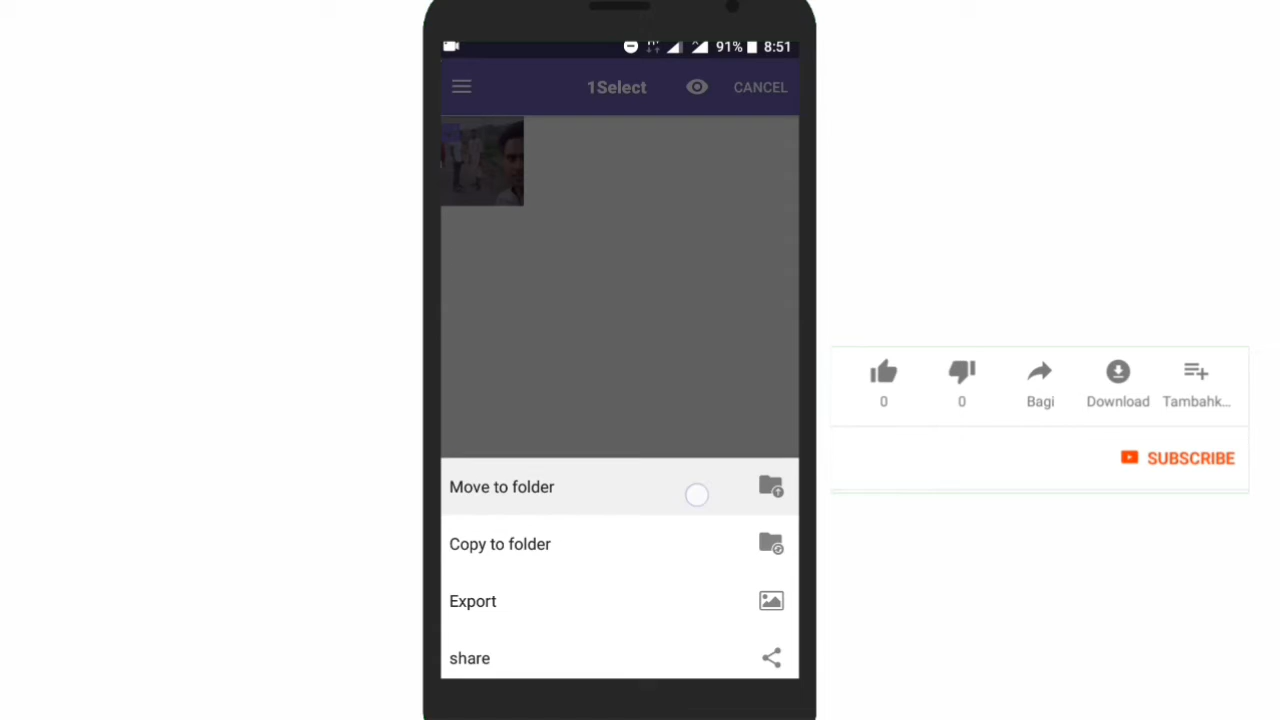 91% 8:51
1Select CANCEL
Move to folder
Copy to folder
Export
share
0 0 Bagi Download Tambahk...
SUBSCRIBE